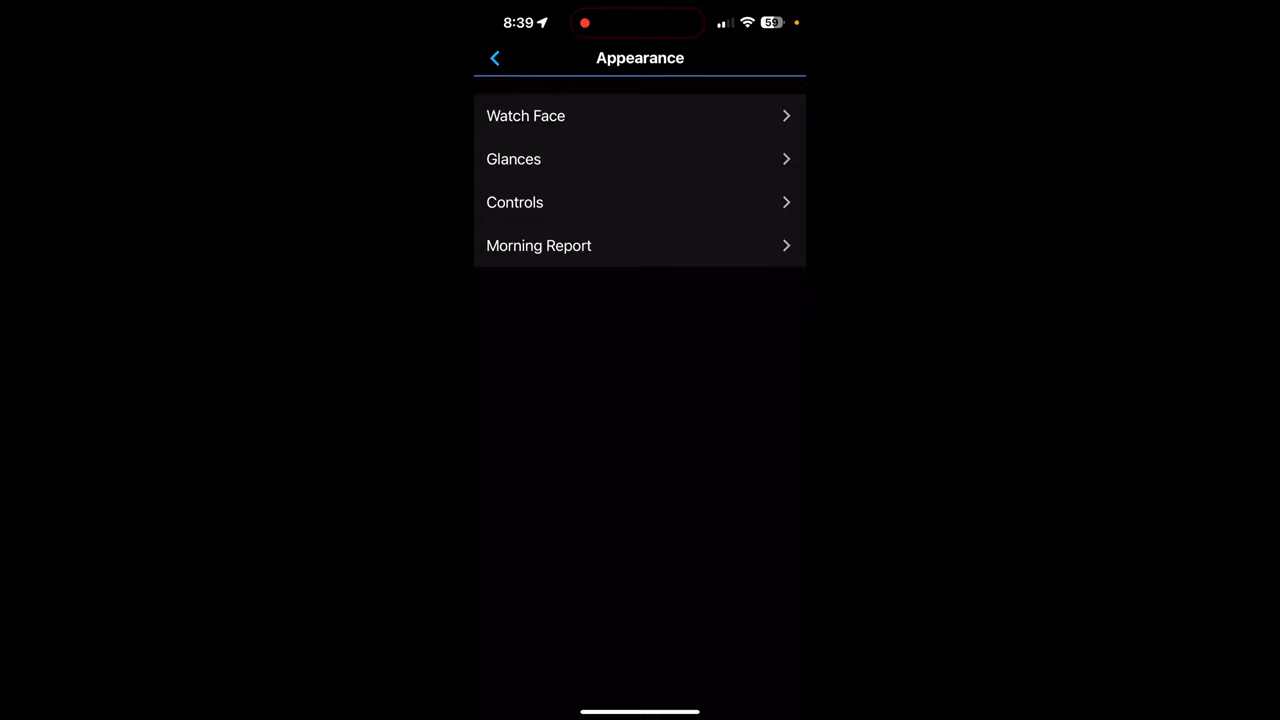 8:39 59
Appearance
Watch Face
Glances
Controls
Morning Report